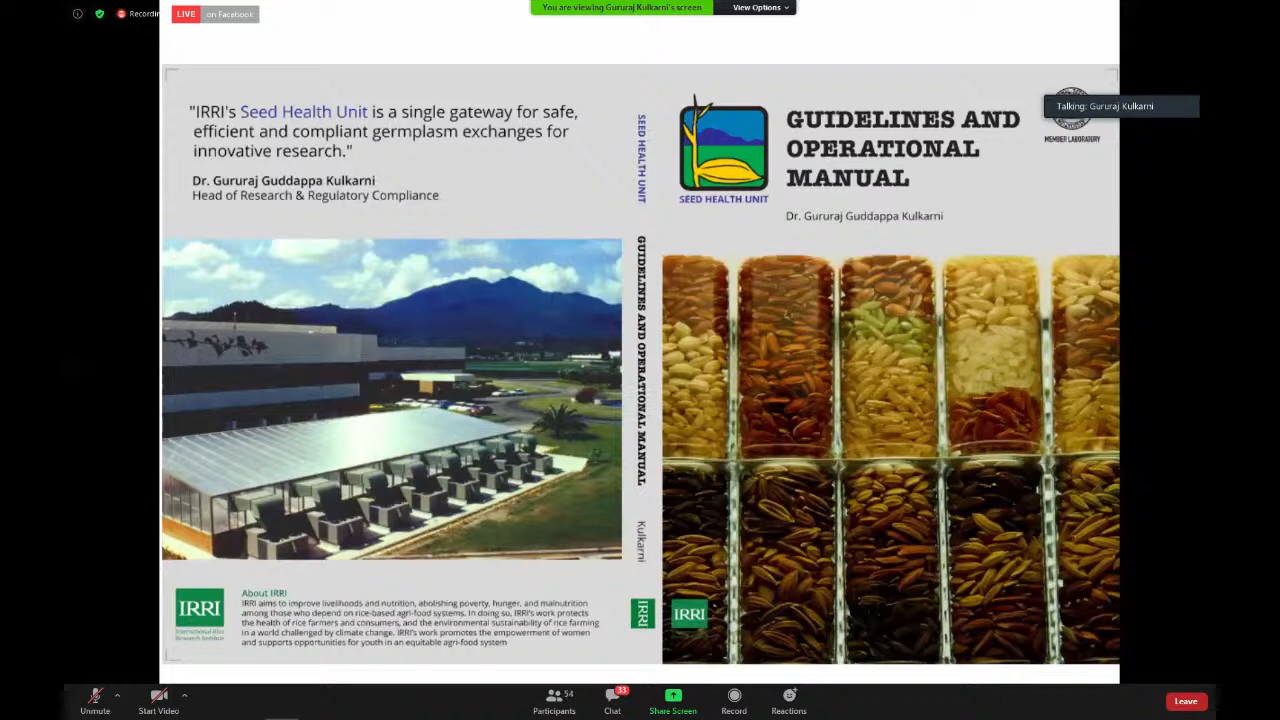 Recordin
LIVE on Facebook
You are viewing Gururaj Kulkarni's screen
View Options
Talking: Gururaj Kulkarni
"IRRI's Seed Health Unit is a single gateway for safe,
efficient and compliant germplasm exchanges for
innovative research."
Dr. Gururaj Guddappa Kulkarni
Head of Research & Regulatory Compliance
IRRI
International Rice
Research Institute
About IRRI
IRRI aims to improve livelihoods and nutrition, abolishing poverty, hunger, and malnutrition
among those who depend on rice-based agri-food systems. In doing so, IRRI's work protects
the health of rice farmers and consumers, and the environmental sustainability of rice farming
in a world challenged by climate change. IRRI's work promotes the empowerment of women
and supports opportunities for youth in an equitable agri-food system
SEED HEALTH UNIT
GUIDELINES AND OPERATIONAL MANUAL
Kulkarni
IRRI
SEED HEALTH UNIT
GUIDELINES AND
OPERATIONAL
MANUAL
Dr. Gururaj Guddappa Kulkarni
MEMBER LABORATORY
IRRI
Unmute
Start Video
Participants
54
Chat
33
Share Screen
Record
Reactions
Leave